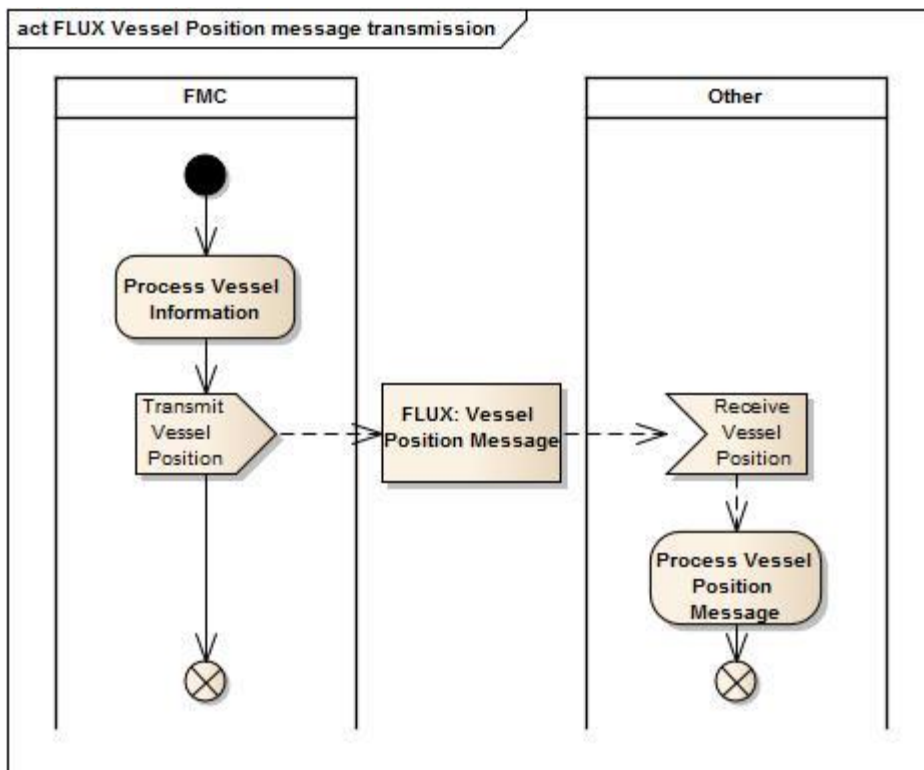 act FLUX Vessel Position message transmission
FMC
Other
Process Vessel
Information
Transmit
Vessel
Position
FLUX: Vessel
Position Message
Receive
Vessel
Position
Process Vessel
Position
Message